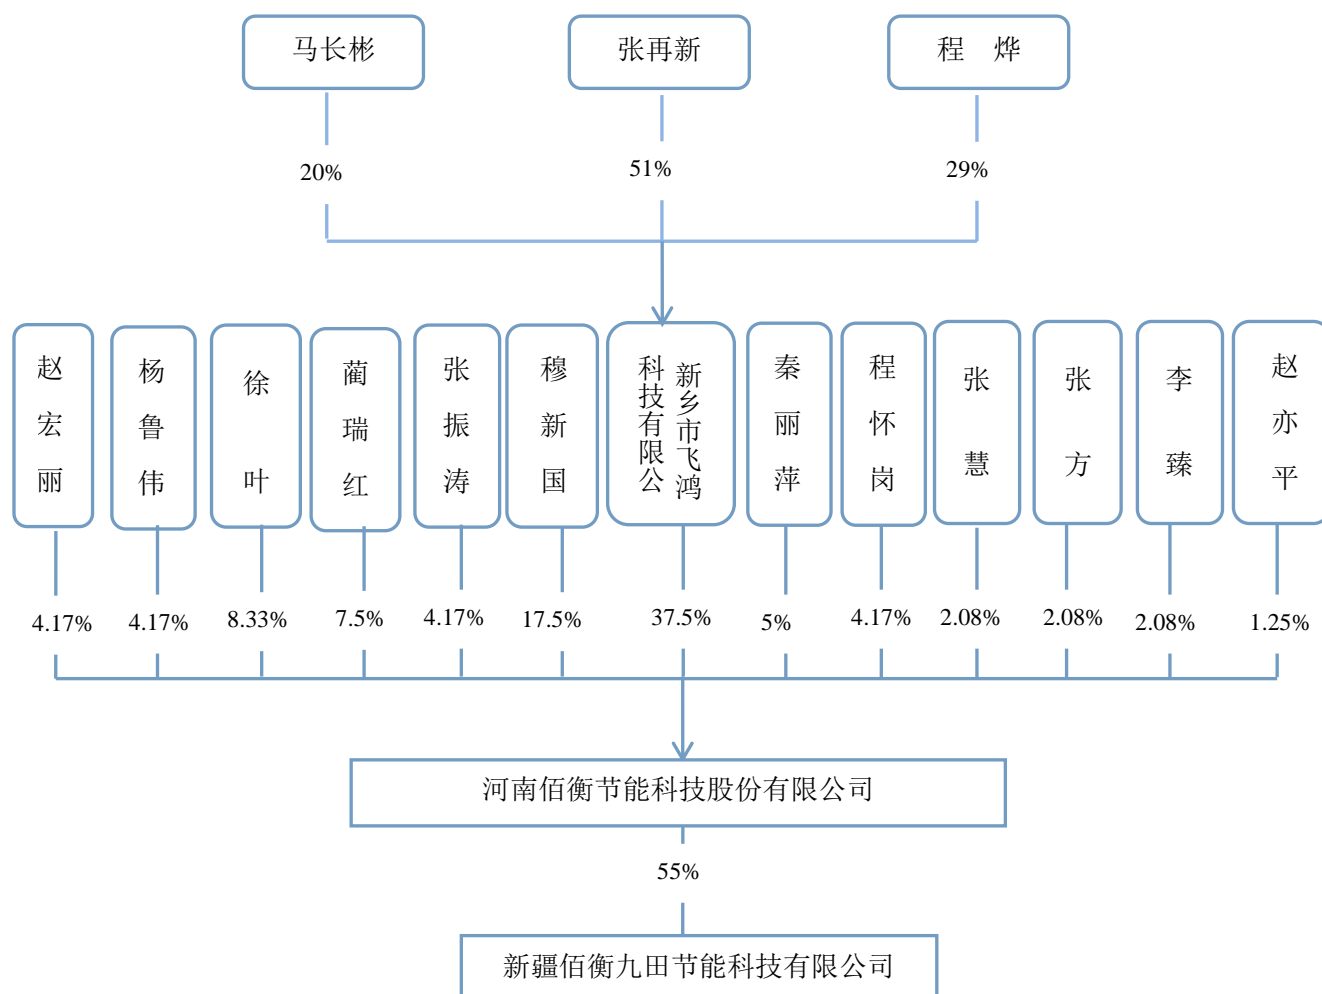 马长彬
张再新
程 烨
20%
51%
29%
赵宏丽
杨鲁伟
徐叶
蔺瑞红
张振涛
穆新国
新乡市飞鸿
科技有限公
秦丽萍
程怀岗
张慧
张方
李臻
赵亦平
4.17%
4.17%
8.33%
7.5%
4.17%
17.5%
37.5%
5%
4.17%
2.08%
2.08%
2.08%
1.25%
河南佰衡节能科技股份有限公司
55%
新疆佰衡九田节能科技有限公司